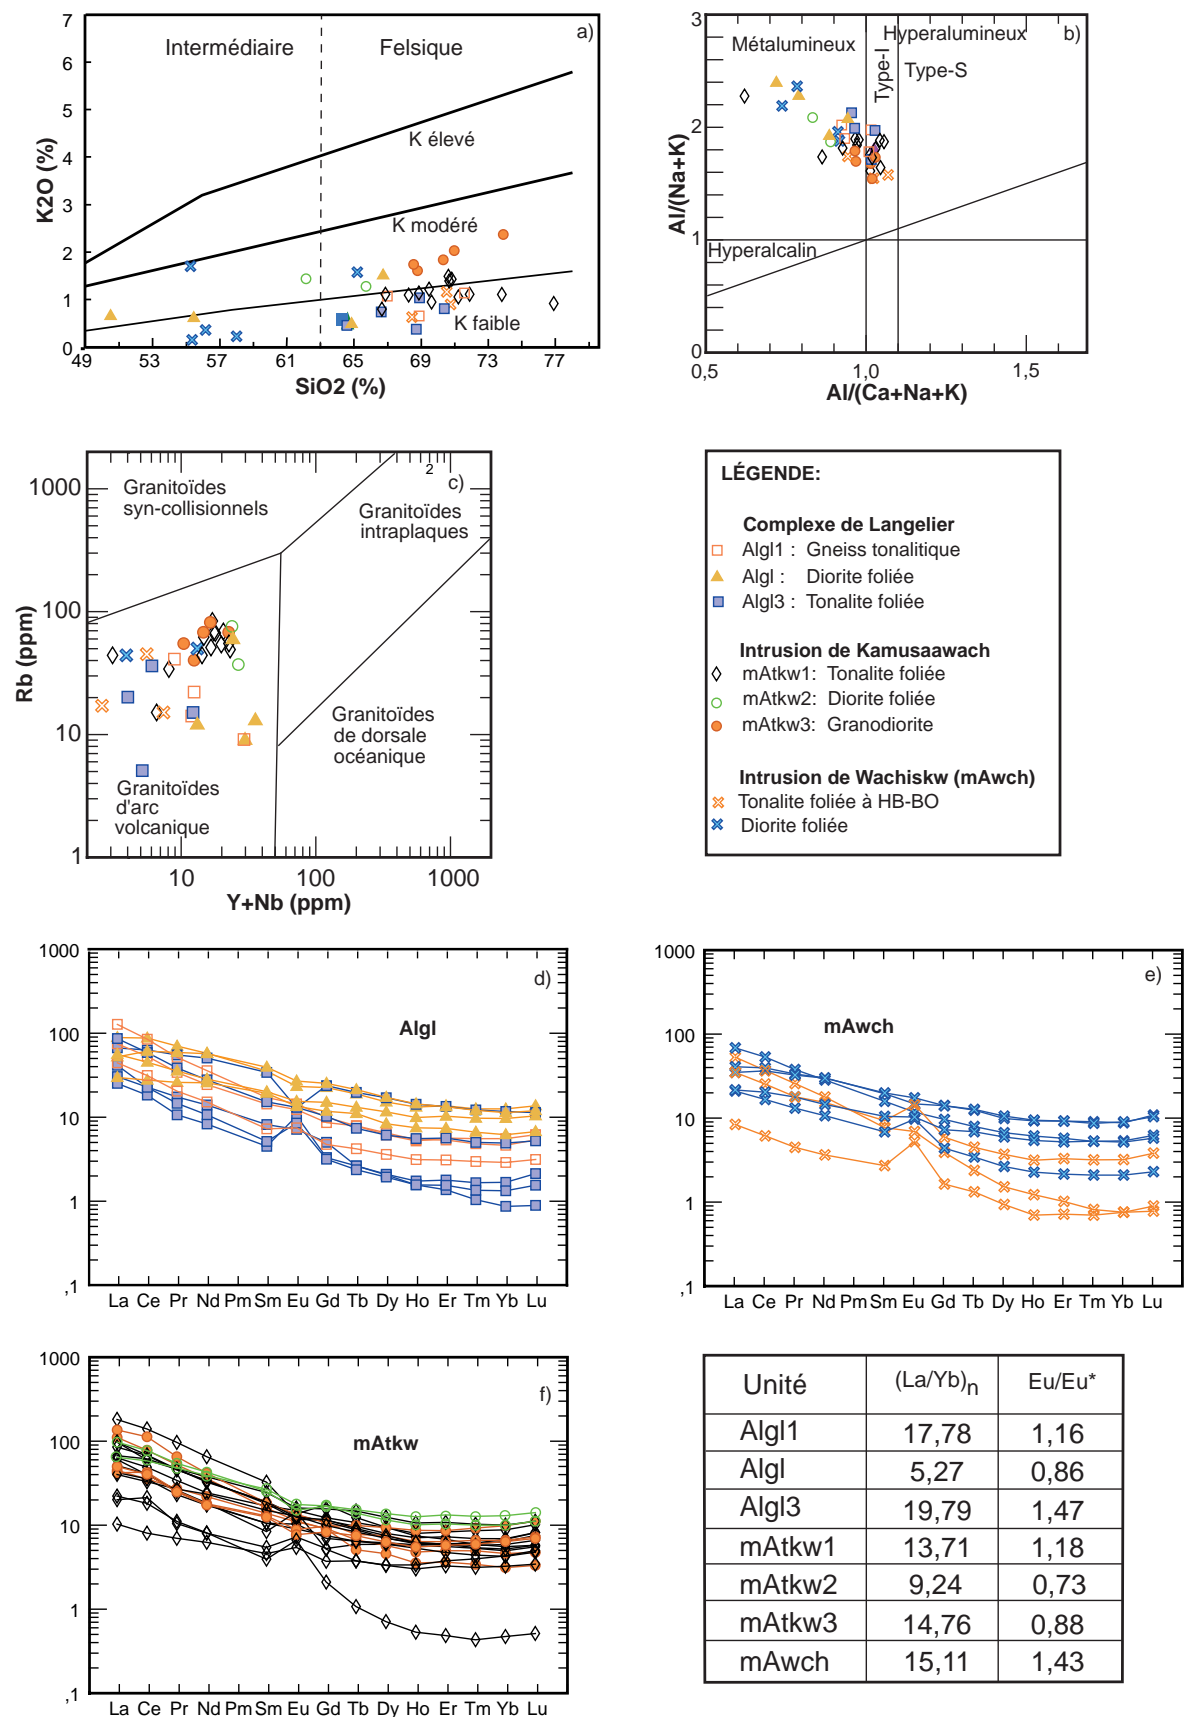 a)
Intermédiaire
Felsique
K élevé
K modéré
K faible
K2O (%)
7
6
5
4
3
2
1
0
49
53
57
61
65
69
73
77
SiO2 (%)
b)
Métalumineux
Hyperalumineux
Type-I
Type-S
Hyperalcalin
Al/(Na+K)
3
2
1
0
0,5
1,0
1,5
Al/(Ca+Na+K)
2
c)
Granitoïdes
syn-collisionnels
Granitoïdes
intraplaques
Granitoïdes
de dorsale
océanique
Granitoïdes
d'arc
volcanique
Rb (ppm)
1000
100
10
1
10
100
1000
Y+Nb (ppm)
LÉGENDE:
Complexe de Langelier
Algl1 : Gneiss tonalitique
Algl : Diorite foliée
Algl3 : Tonalite foliée
Intrusion de Kamusaawach
mAtkw1: Tonalite foliée
mAtkw2: Diorite foliée
mAtkw3: Granodiorite
Intrusion de Wachiskw (mAwch)
Tonalite foliée à HB-BO
Diorite foliée
d)
Algl
1000
100
10
1
,1
La Ce Pr Nd Pm Sm Eu Gd Tb Dy Ho Er Tm Yb Lu
e)
mAwch
1000
100
10
1
,1
La Ce Pr Nd Pm Sm Eu Gd Tb Dy Ho Er Tm Yb Lu
f)
mAtkw
1000
100
10
1
,1
La Ce Pr Nd Pm Sm Eu Gd Tb Dy Ho Er Tm Yb Lu
Unité (La/Yb)n Eu/Eu*
Algl1 17,78 1,16
Algl 5,27 0,86
Algl3 19,79 1,47
mAtkw1 13,71 1,18
mAtkw2 9,24 0,73
mAtkw3 14,76 0,88
mAwch 15,11 1,43